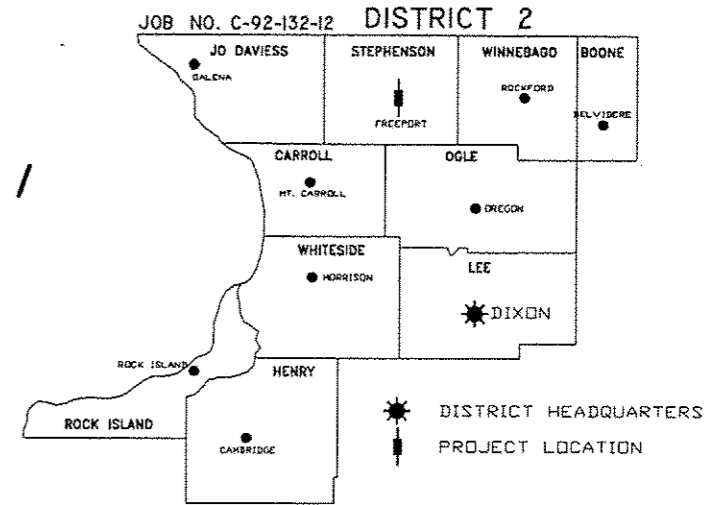 JOB NO. C-92-132-12 DISTRICT 2
JO DAVIESS STEPHENSON WINNEBAGO BOONE
GALENA
ROCKFORD
FREEPORT
BELVIDERE
CARROLL OGLE
MT. CARROLL
OREGON
WHITESIDE
LEE
MORRISON
DIXON
ROCK ISLAND
HENRY
DISTRICT HEADQUARTERS
ROCK ISLAND
PROJECT LOCATION
CAMBRIDGE